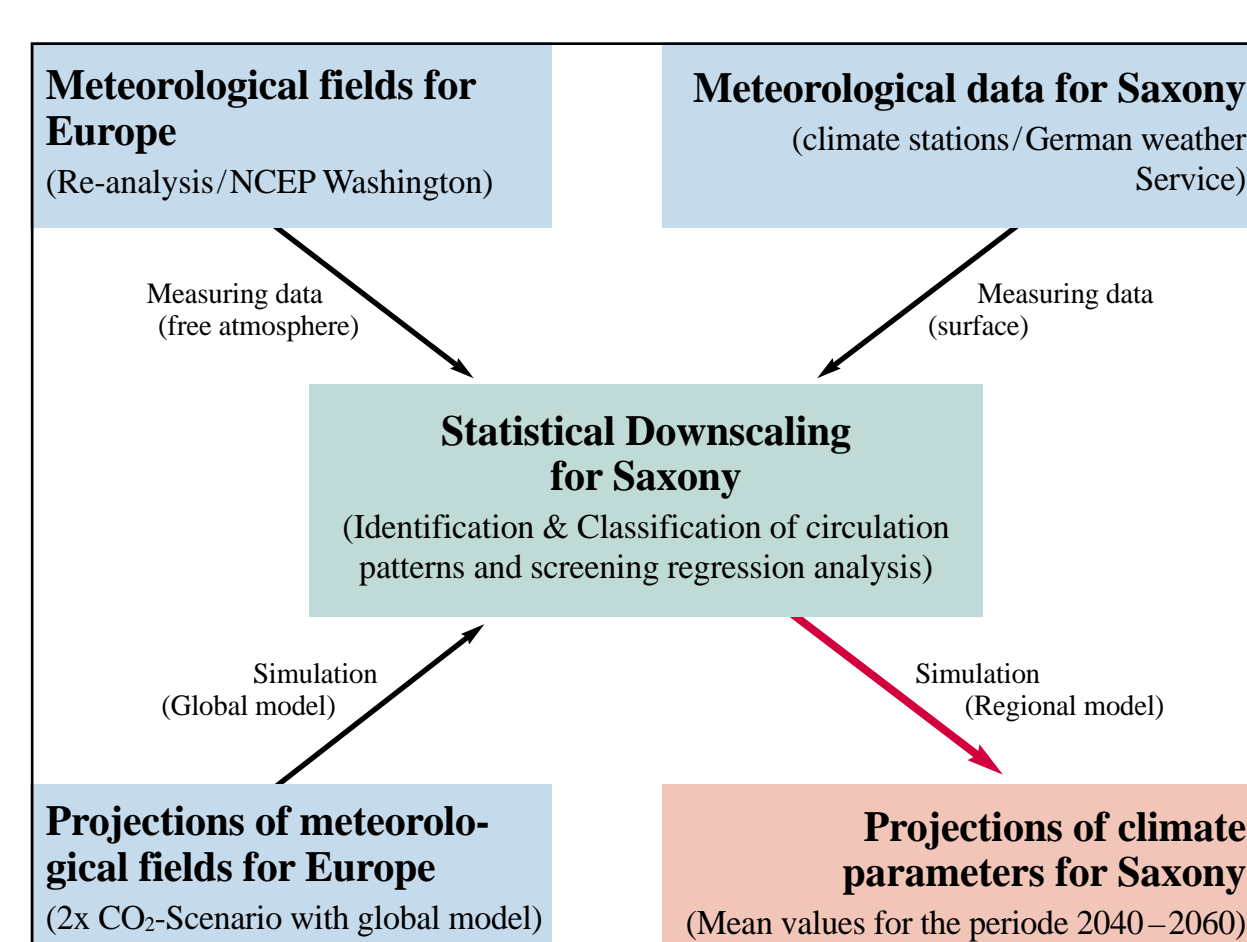 Meteorological fields for
Europe
(Re-analysis/NCEP Washington)
Meteorological data for Saxony
(climate stations/German weather
Service)
Measuring data
(free atmosphere)
Measuring data
(surface)
Statistical Downscaling
for Saxony
(Identification & Classification of circulation
patterns and screening regression analysis)
Simulation
(Global model)
Simulation
(Regional model)
Projections of meteorolo-
gical fields for Europe
(2x CO₂-Scenario with global model)
Projections of climate
parameters for Saxony
(Mean values for the periode 2040–2060)